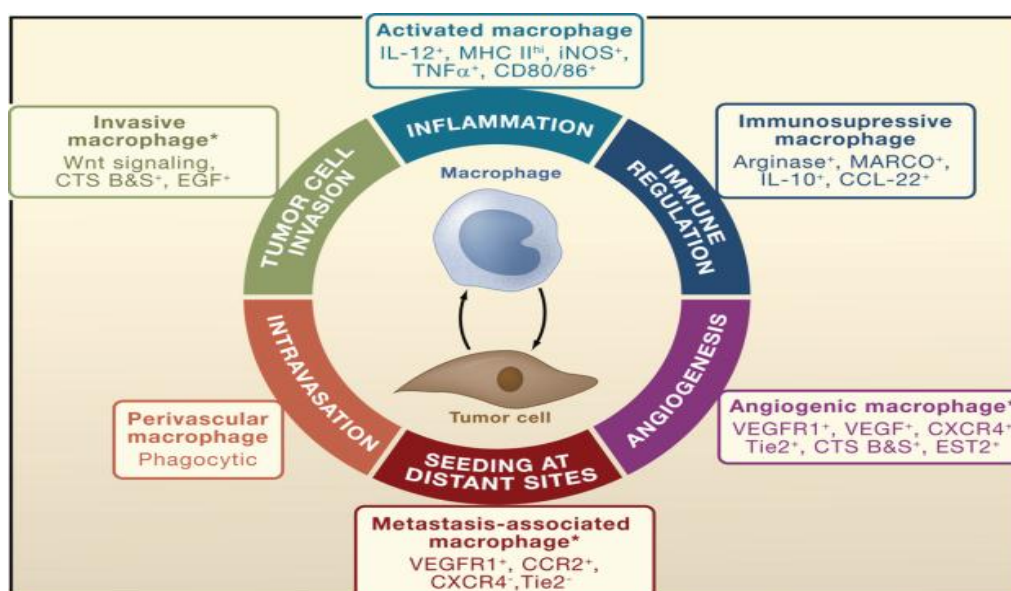 Activated macrophage
IL-12⁺, MHC IIʰⁱ, iNOS⁺,
TNFα⁺, CD80/86⁺
Invasive
macrophage*
Wnt signaling,
CTS B&S⁺, EGF⁺
INFLAMMATION
Immunosupressive
macrophage
Arginase⁺, MARCO⁺,
IL-10⁺, CCL-22⁺
TUMOR CELL
INVASION
Macrophage
IMMUNE
REGULATION
INTRAVASATION
ANGIOGENESIS
Tumor cell
Perivascular
macrophage
Phagocytic
Angiogenic macrophage*
VEGFR1⁺, VEGF⁺, CXCR4⁺
Tie2⁺, CTS B&S⁺, EST2⁺
SEEDING AT
DISTANT SITES
Metastasis-associated
macrophage*
VEGFR1⁺, CCR2⁺,
CXCR4⁻,Tie2⁻